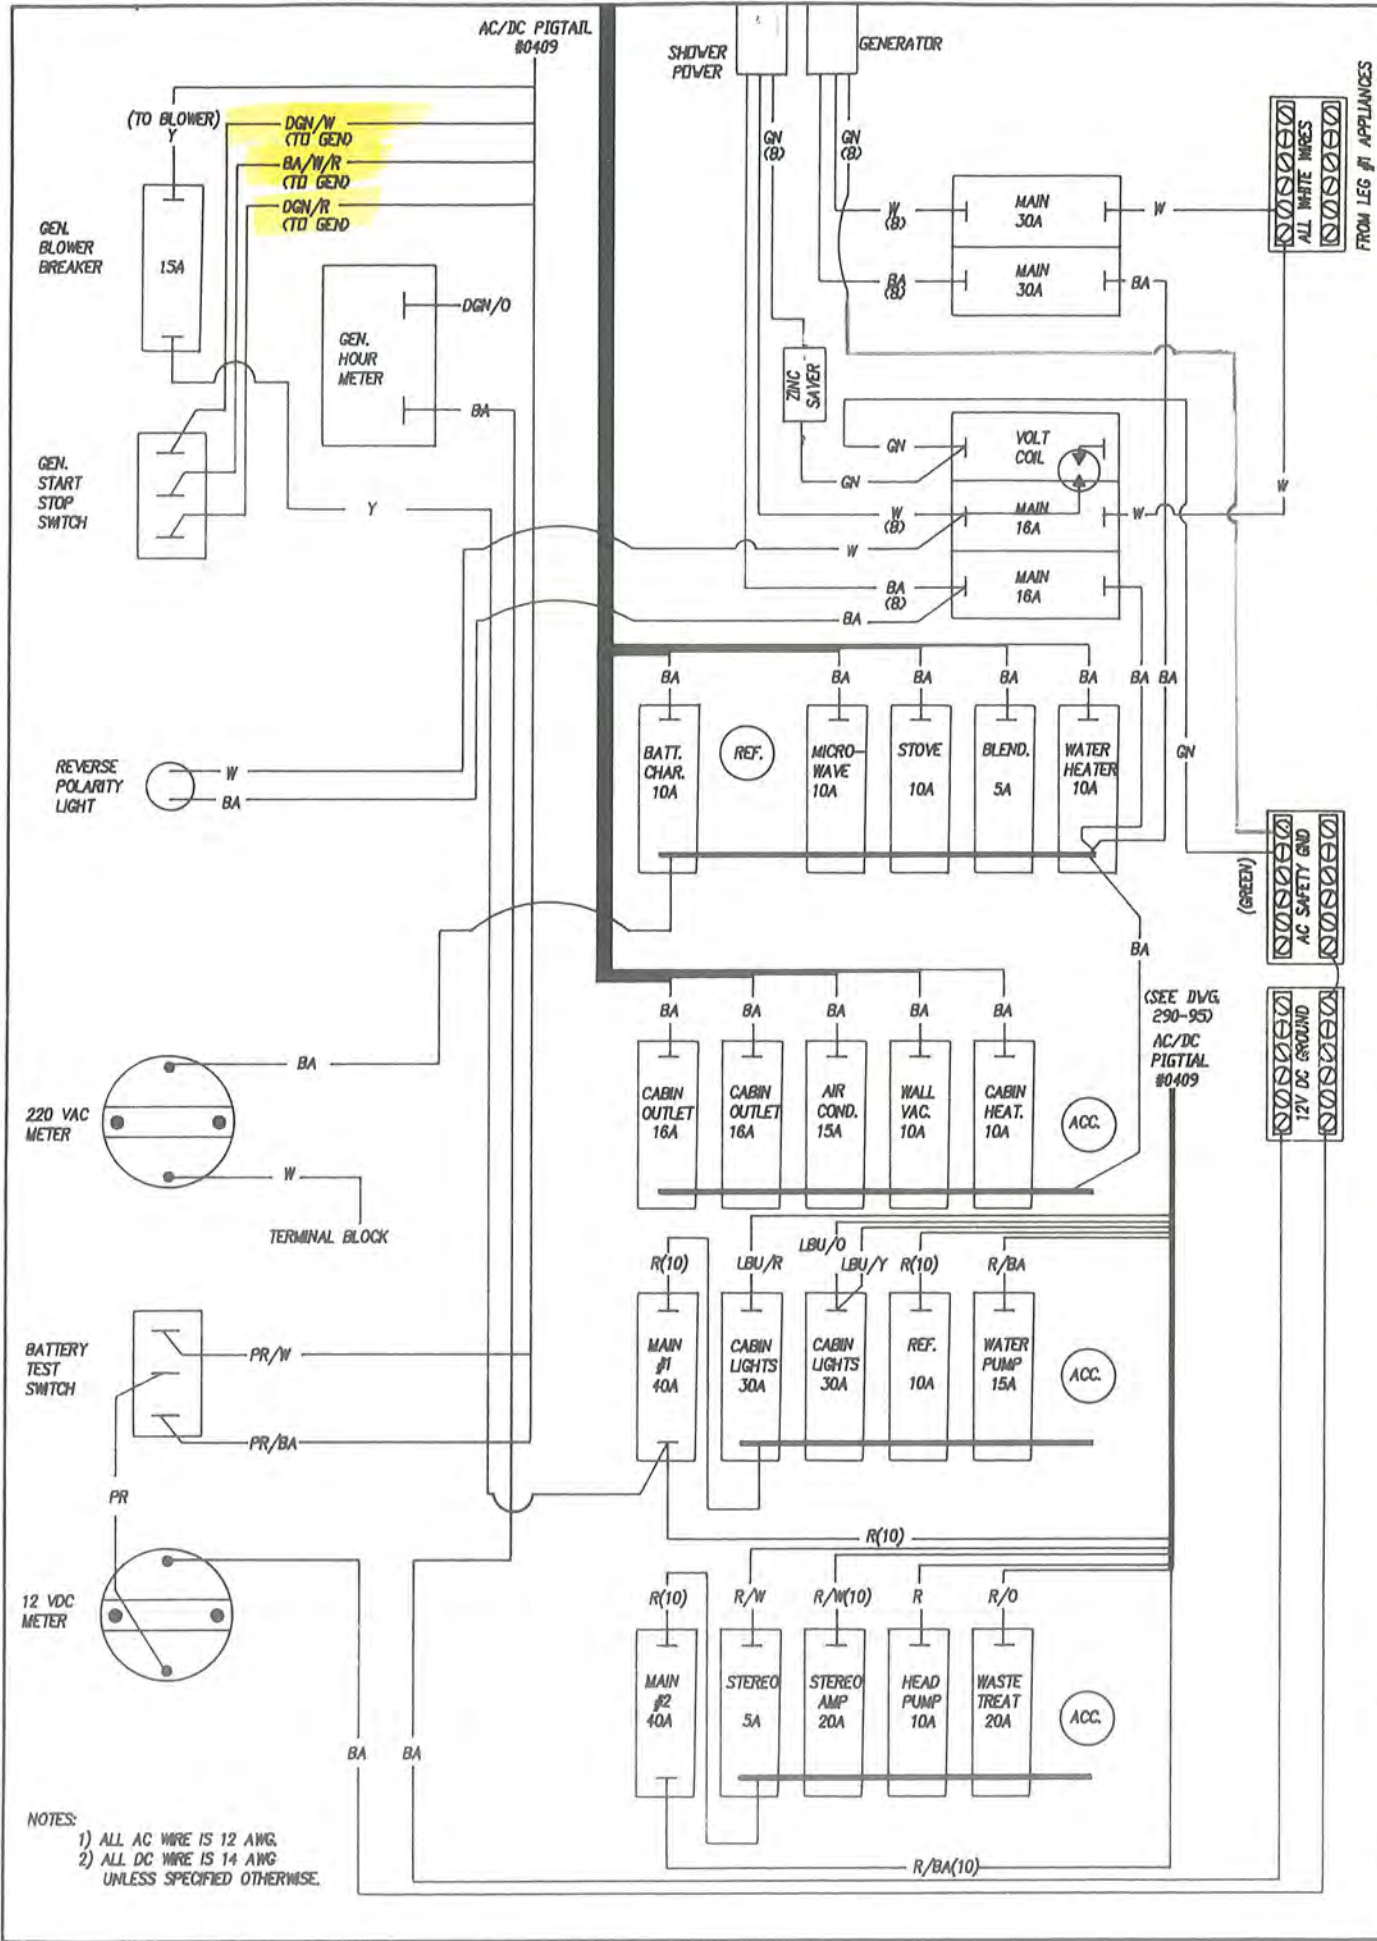 AC/DC PIGTAIL
#0409
SHOWER
POWER
GENERATOR
(TO BLOWER)
Y
DGN/W
(TO GEN)
BA/W/R
(TO GEN)
DGN/R
(TO GEN)
GN
(8)
GN
(8)
ALL WHITE WIRES
FROM LEG #1 APPLIANCES
GEN.
BLOWER
BREAKER
15A
W
(8)
MAIN
30A
W
BA
(8)
MAIN
30A
BA
DGN/O
GEN.
HOUR
METER
BA
ZINC
SAVER
GEN.
START
STOP
SWITCH
Y
GN
VOLT
COIL
GN
W
(8)
MAIN
16A
W
W
W
BA
(8)
MAIN
16A
BA
BA
BA
BA
BA
BA
BA
BA
GN
REVERSE
POLARITY
LIGHT
W
BA
BATT.
CHAR.
10A
REF.
MICRO-
WAVE
10A
STOVE
10A
BLEND.
5A
WATER
HEATER
10A
(GREEN)
AC SAFETY GND
BA
(SEE DWG.
290-95)
AC/DC
PIGTIAL
#0409
12V DC GROUND
BA
BA
BA
BA
BA
220 VAC
METER
BA
W
TERMINAL BLOCK
CABIN
OUTLET
16A
CABIN
OUTLET
16A
AIR
COND.
15A
WALL
VAC.
10A
CABIN
HEAT.
10A
ACC.
R(10)
LBU/R
LBU/O
LBU/Y
R(10)
R/BA
BATTERY
TEST
SWITCH
PR/W
PR/BA
PR
MAIN
#1
40A
CABIN
LIGHTS
30A
CABIN
LIGHTS
30A
REF.
10A
WATER
PUMP
15A
ACC.
R(10)
12 VDC
METER
R(10)
R/W
R/W(10)
R
R/O
MAIN
#2
40A
STEREO
5A
STEREO
AMP
20A
HEAD
PUMP
10A
WASTE
TREAT
20A
ACC.
BA
BA
R/BA(10)
NOTES:
1) ALL AC WIRE IS 12 AWG.
2) ALL DC WIRE IS 14 AWG
UNLESS SPECIFIED OTHERWISE.